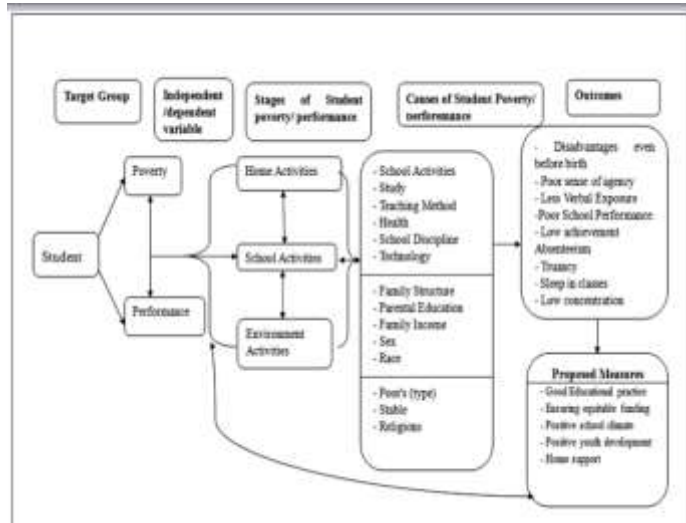 Target Group
Independent
/dependent
variable
Stages of Student
poverty/ performance
Causes of Student Poverty/
nerforemance
Outcomes
Student
Poverty
Performance
Home Activities
School Activities
Environment
Activities
- School Activities
- Study
- Teaching Method
- Health
- School Discipline
- Technology
- Family Structure
- Parental Education
- Family Income
- Sex
- Race
- (type)
- Stable
- Religions
- Disadvantages even
before birth
- Poor sense of agency
- Less Verbal Exposure
-Poor School Performance
- Low achievement
Absenteeism
- Truancy
- Sleep in classes
- Low concentration
Proposed Measures
- Good Educational practice
- Ensuring equitable funding
- Positive school climate
- Positive youth development
- Home support